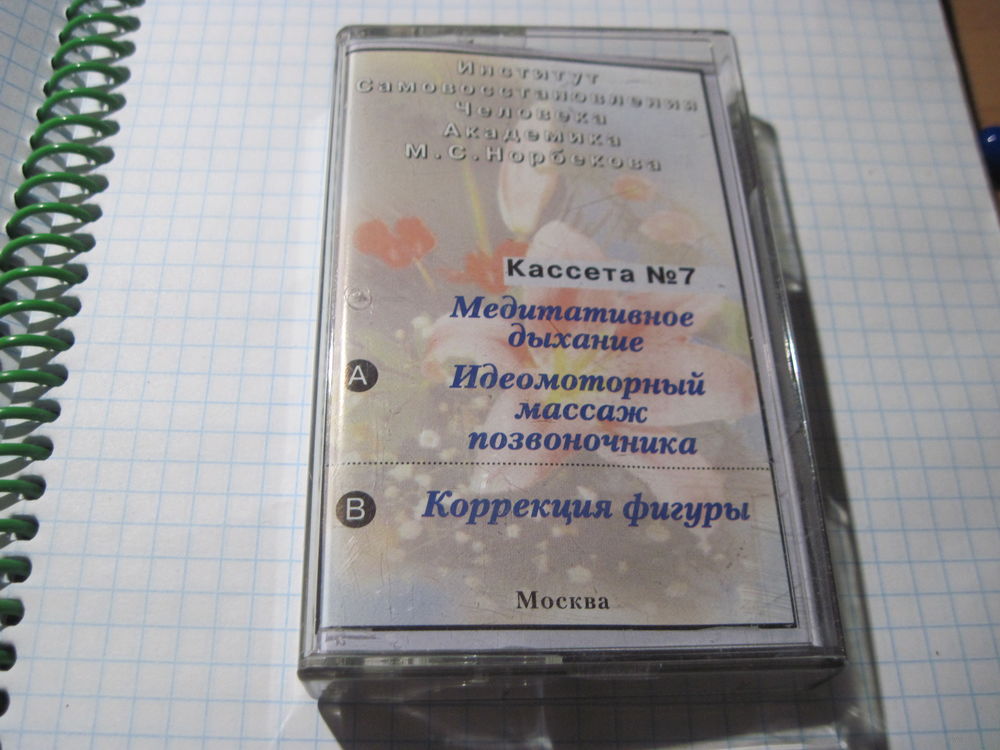 Институт
Самовосстановления
Человека
Академика
М.С.Норбекова
Кассета №7
Медитативное
дыхание
A
Идеомоторный
массаж
позвоночника
B
Коррекция фигуры
Москва